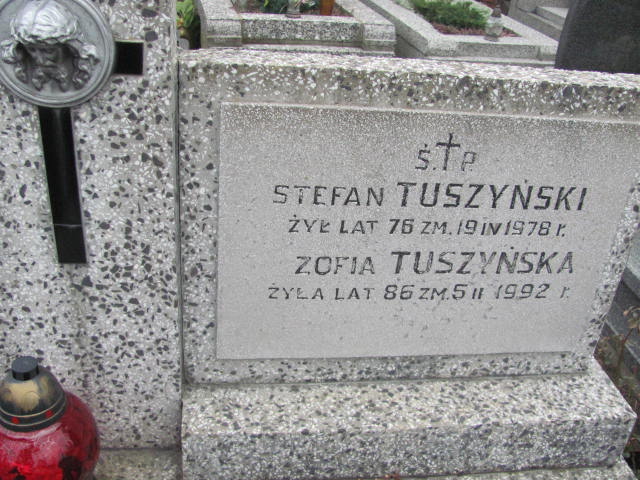 Ś.†P.
STEFAN TUSZYŃSKI
ŻYŁ LAT 76 ZM. 19 IV 1978 r.
ZOFIA TUSZYŃSKA
ŻYŁA LAT 86 ZM. 5 II 1992 r.